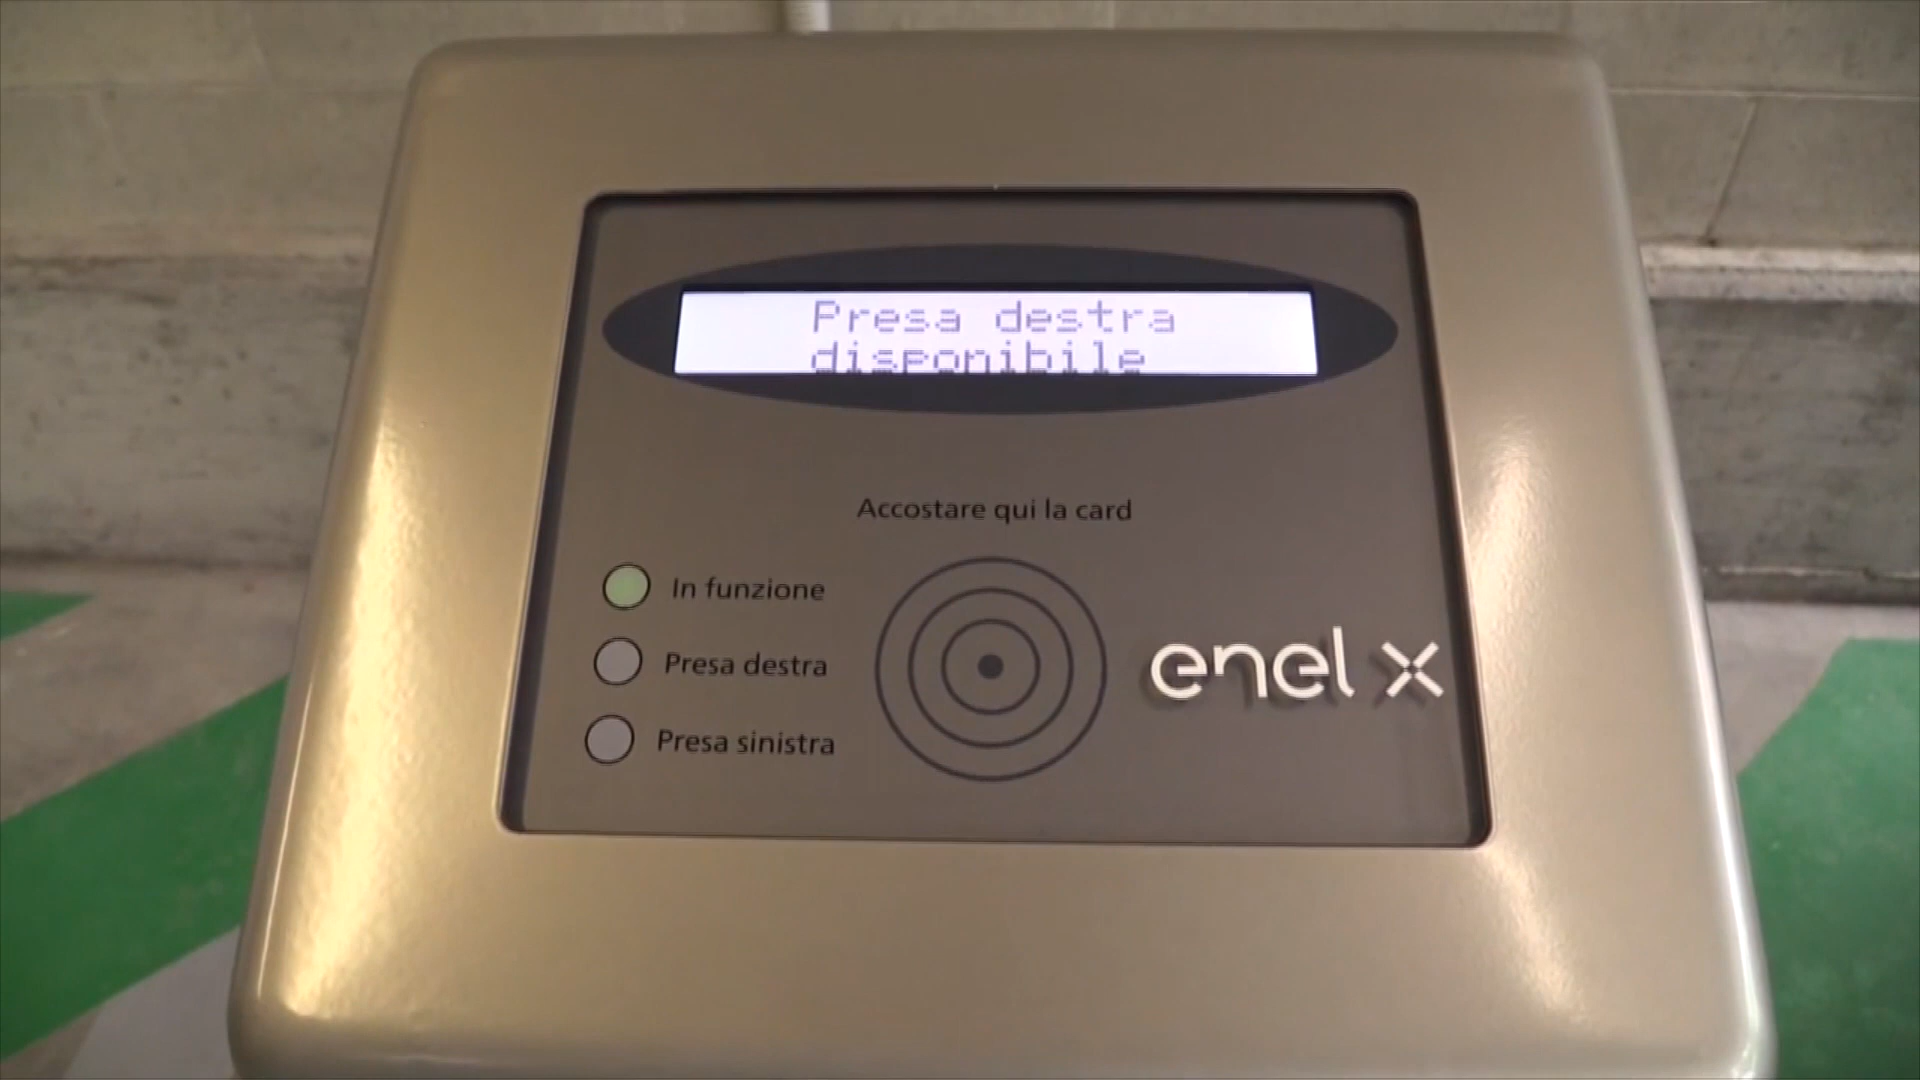 Presa destra
disponibile
Accostare qui la card
In funzione
Presa destra
Presa sinistra
enel x